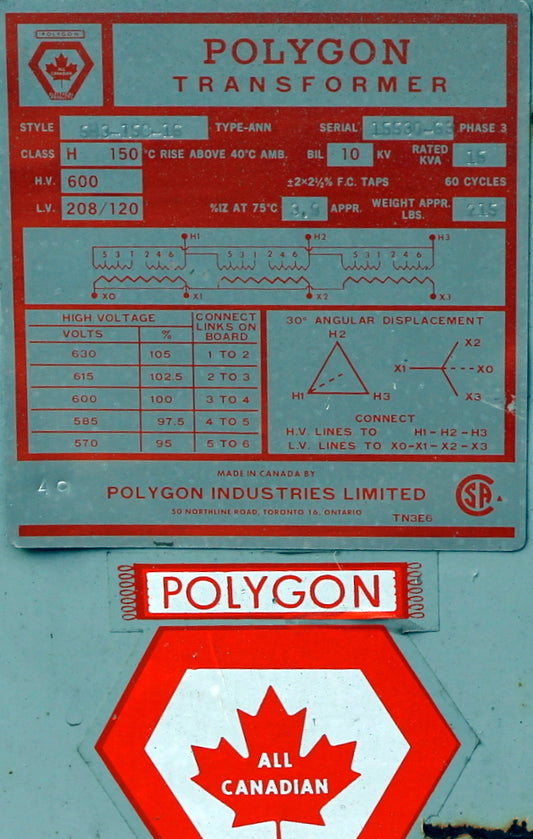 POLYGON
ALL
CANADIAN
POLYGON
TRANSFORMER
STYLE TYPE-ANN SERIAL PHASE 3
CLASS H 150 °C RISE ABOVE 40°C AMB. BIL 10 KV RATED KVA 15
H.V. 600 ±2×2½% F.C. TAPS 60 CYCLES
L.V. 208/120 %IZ AT 75°C 3.9 APPR. WEIGHT APPR. LBS. 215
H1 H2 H3
5 3 1 2 4 6 5 3 1 2 4 6 5 3 1 2 4 6
X0 X1 X2 X3
HIGH VOLTAGE CONNECT LINKS ON BOARD
VOLTS %
630 105 1 TO 2
615 102.5 2 TO 3
600 100 3 TO 4
585 97.5 4 TO 5
570 95 5 TO 6
30° ANGULAR DISPLACEMENT
H2 X2
X1 X0
H1 H3 X3
CONNECT
H.V. LINES TO H1-H2-H3
L.V. LINES TO X0-X1-X2-X3
MADE IN CANADA BY
POLYGON INDUSTRIES LIMITED
50 NORTHLINE ROAD, TORONTO 16, ONTARIO
TN3E6
CSA
POLYGON
ALL
CANADIAN